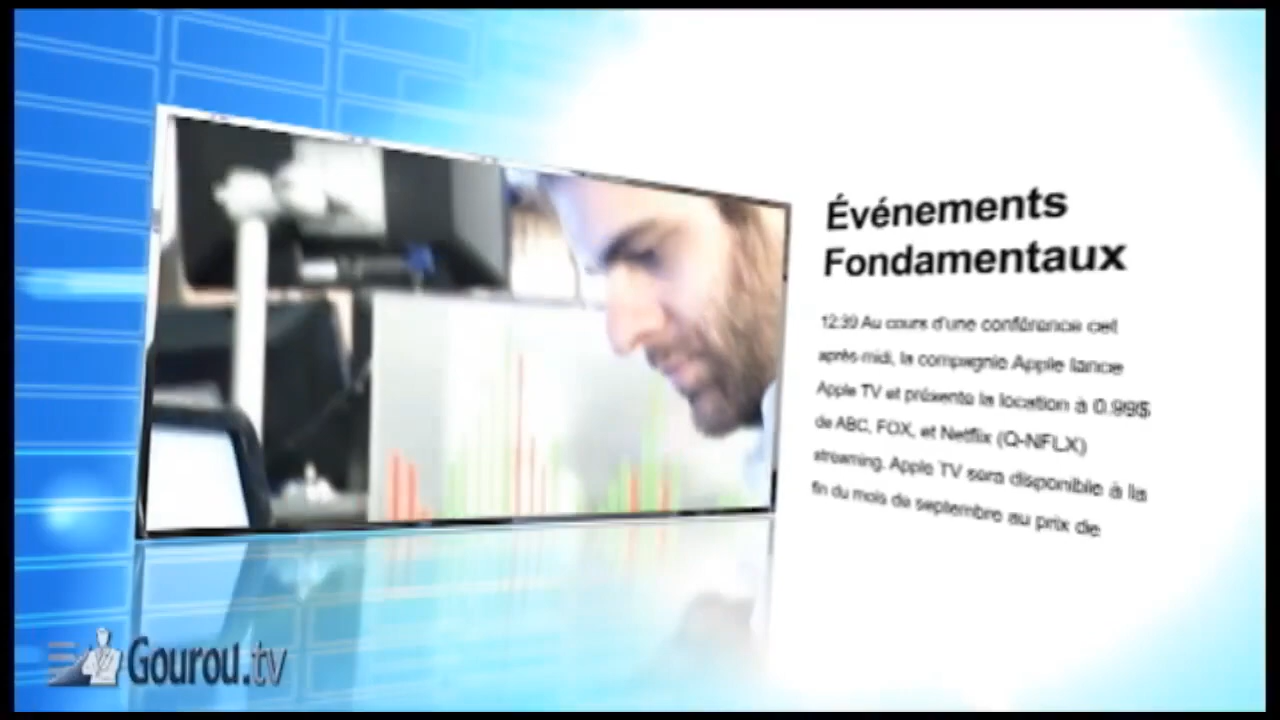 Événements
Fondamentaux
12:39 Au cours d'une conférence cet
après-midi, la compagnie Apple lance
Apple TV et présente la location à 0.99$
de ABC, FOX, et Netflix (Q-NFLX)
streaming. Apple TV sera disponible à la
fin du mois de septembre au prix de
Gourou.tv